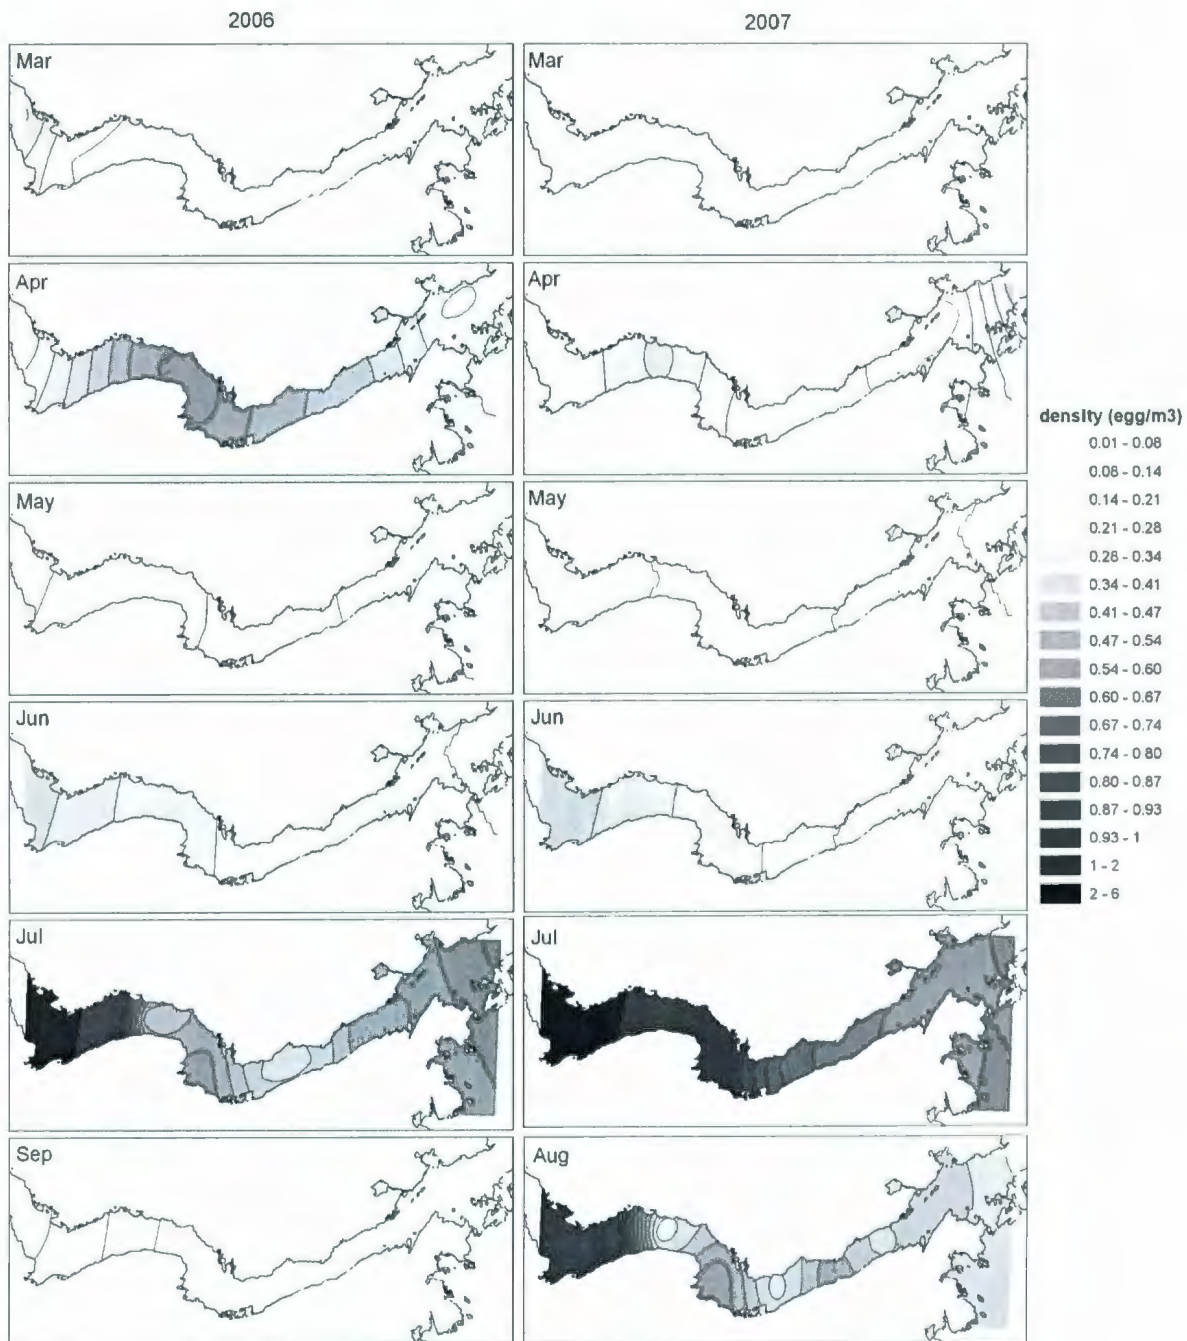 2006 2007
Mar Mar
Apr Apr
May May
Jun Jun
Jul Jul
Sep Aug
density (egg/m3)
0.01 - 0.08
0.08 - 0.14
0.14 - 0.21
0.21 - 0.28
0.28 - 0.34
0.34 - 0.41
0.41 - 0.47
0.47 - 0.54
0.54 - 0.60
0.60 - 0.67
0.67 - 0.74
0.74 - 0.80
0.80 - 0.87
0.87 - 0.93
0.93 - 1
1 - 2
2 - 6